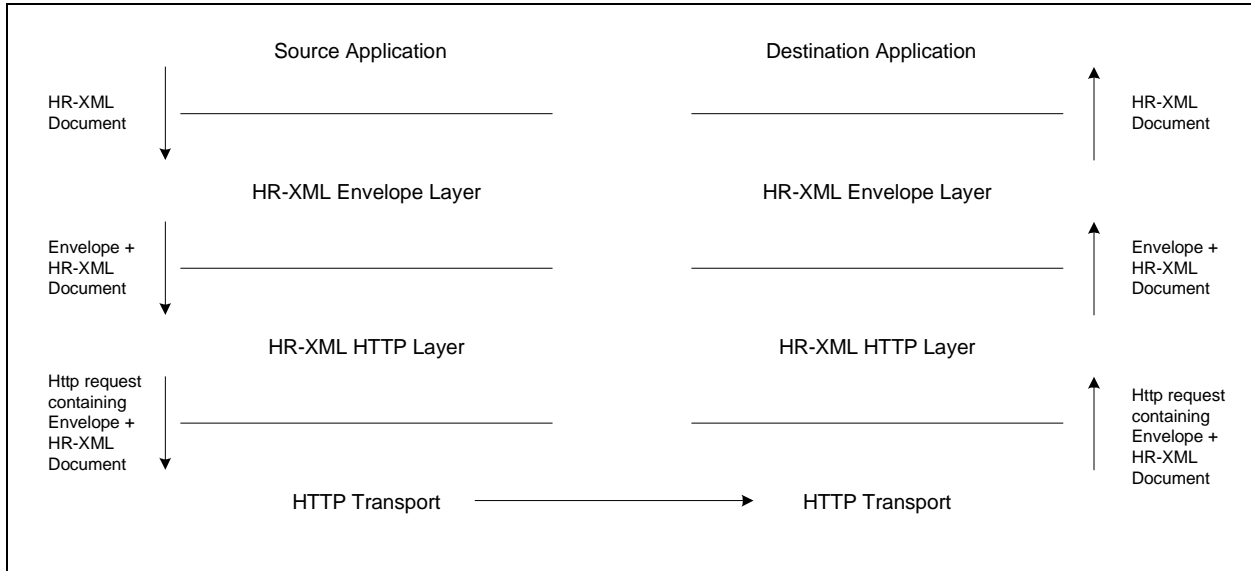 Source Application
Destination Application
HR-XML
Document
HR-XML
Document
HR-XML Envelope Layer
HR-XML Envelope Layer
Envelope +
HR-XML
Document
Envelope +
HR-XML
Document
HR-XML HTTP Layer
HR-XML HTTP Layer
Http request
containing
Envelope +
HR-XML
Document
Http request
containing
Envelope +
HR-XML
Document
HTTP Transport
HTTP Transport